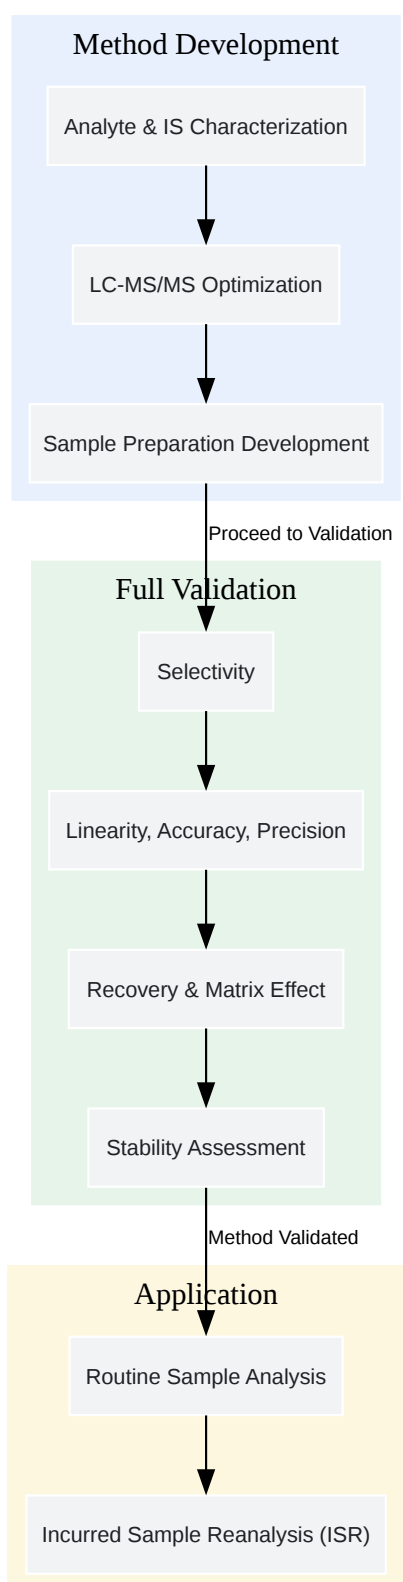 Method Development
Analyte & IS Characterization
LC-MS/MS Optimization
Sample Preparation Development
Proceed to Validation
Full Validation
Selectivity
Linearity, Accuracy, Precision
Recovery & Matrix Effect
Stability Assessment
Method Validated
Application
Routine Sample Analysis
Incurred Sample Reanalysis (ISR)